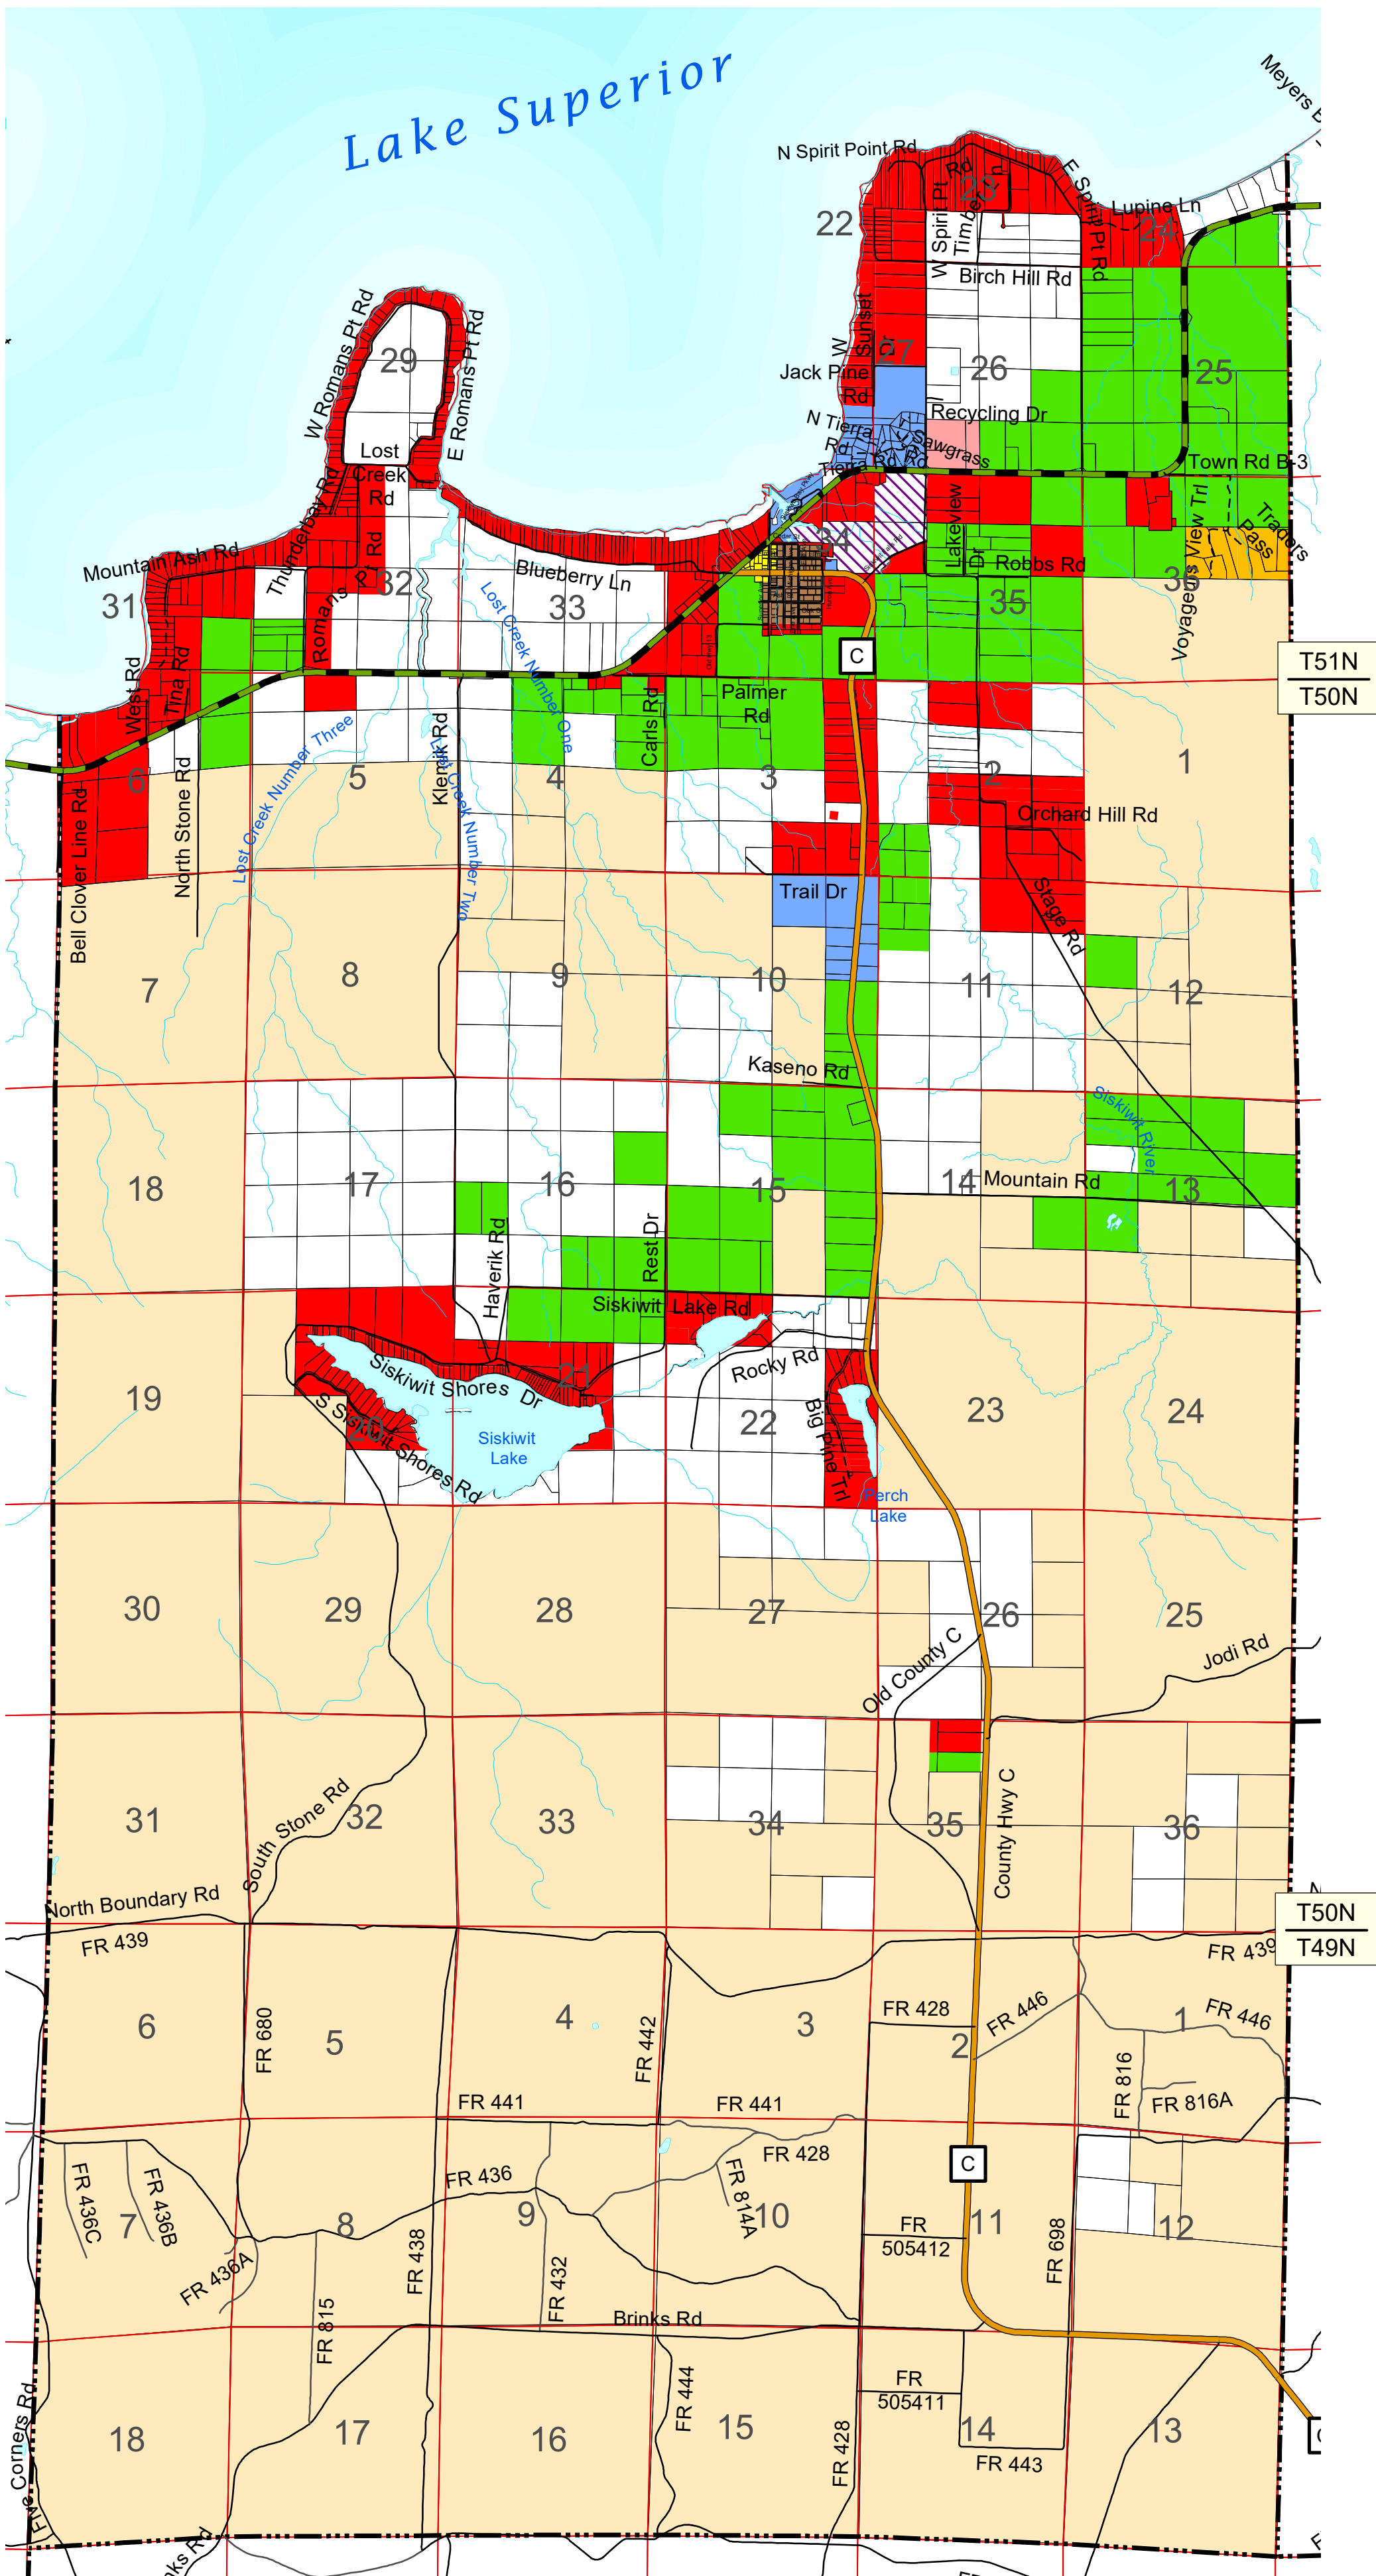 Lake Superior
Meyers
N Spirit Point Rd
Rd
23
W Spirit Pt
Timber
E Spirit Pt Rd
Lupine Ln
24
22
Birch Hill Rd
W Romans Pt Rd
29
E Romans Pt Rd
W
Sunset
Dr
27
26
25
Jack Pine
Rd
Recycling Dr
N Tierra
Rd
Sawgrass
Tierra Rd
Rd
Town Rd B-3
Lost
Creek
Rd
Thunderbay Rd
Mountain Ash Rd
31
Romans Pt Rd
32
Blueberry Ln
33
34
Lakeview
Dr
Robbs Rd
35
36
Voyagers View Trl
Traders
Pass
Lost Creek Number One
C
T51N
T50N
West Rd
Tina Rd
Palmer
Rd
Carls Rd
Klemik Rd
Lost Creek Number Three
Lost Creek Number Two
6
5
4
3
2
1
North Stone Rd
Bell Clover Line Rd
Orchard Hill Rd
Trail Dr
Stage Rd
7
8
9
10
11
12
Kaseno Rd
Siskiwit River
18
17
16
15
14
Mountain Rd
13
Haverik Rd
Rest Dr
Siskiwit Lake Rd
Rocky Rd
Siskiwit Shores Dr
21
19
20
S Siskiwit Shores Rd
Siskiwit
Lake
22
Big Pine Trl
23
24
Perch
Lake
30
29
28
27
26
25
Old County C
Jodi Rd
31
32
33
34
35
36
South Stone Rd
County Hwy C
North Boundary Rd
T50N
T49N
FR 439
FR 439
6
5
4
3
2
1
FR 680
FR 442
FR 428
FR 446
FR 446
FR 816
FR 816A
FR 441
FR 441
FR 428
C
FR 436C
FR 436B
FR 436
FR 814A
7
8
9
10
11
12
FR
505412
FR 436A
FR 438
FR 432
FR 698
FR 815
Brinks Rd
FR 444
FR
505411
18
17
16
15
14
13
FR 428
FR 443
Five Corners Rd